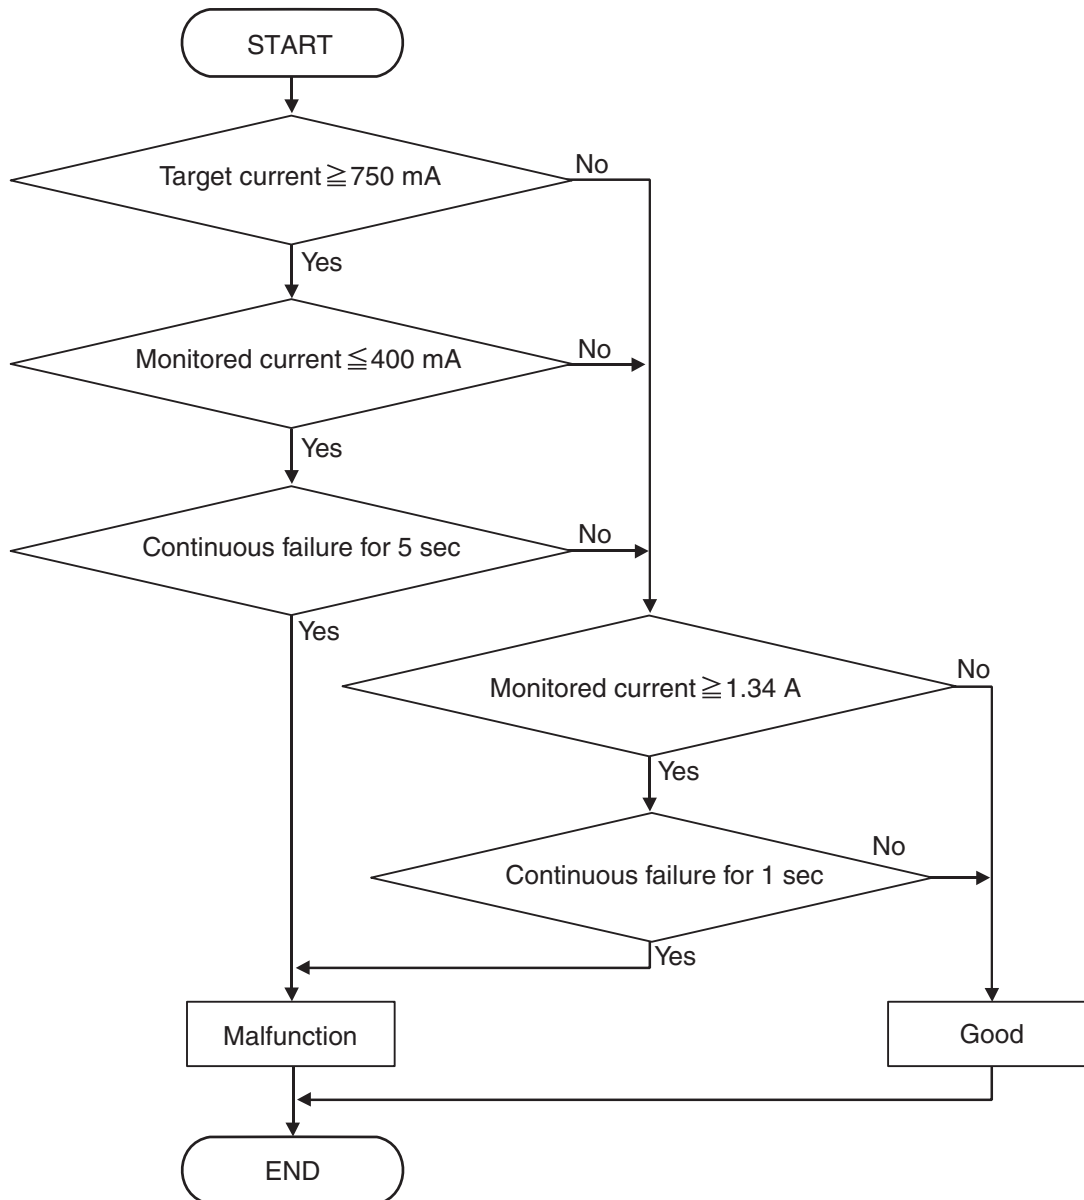 START
Target current ≧ 750 mA
No
Yes
Monitored current ≦ 400 mA
No
Yes
Continuous failure for 5 sec
No
Yes
Monitored current ≧ 1.34 A
No
Yes
Continuous failure for 1 sec
No
Yes
Malfunction
Good
END